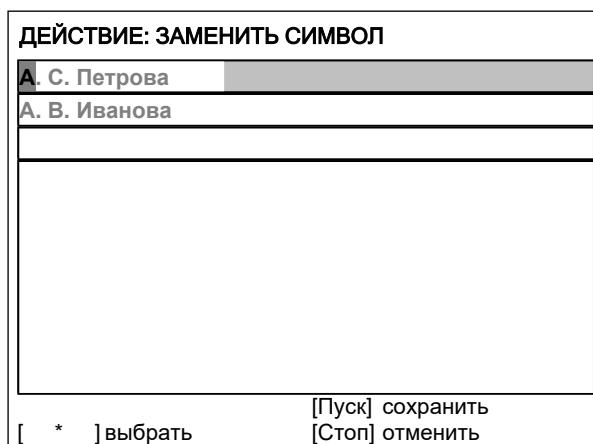 ДЕЙСТВИЕ: ЗАМЕНИТЬ СИМВОЛ
А. С. Петрова
А. В. Иванова
[Пуск] сохранить
[ * ] выбрать [Стоп] отменить